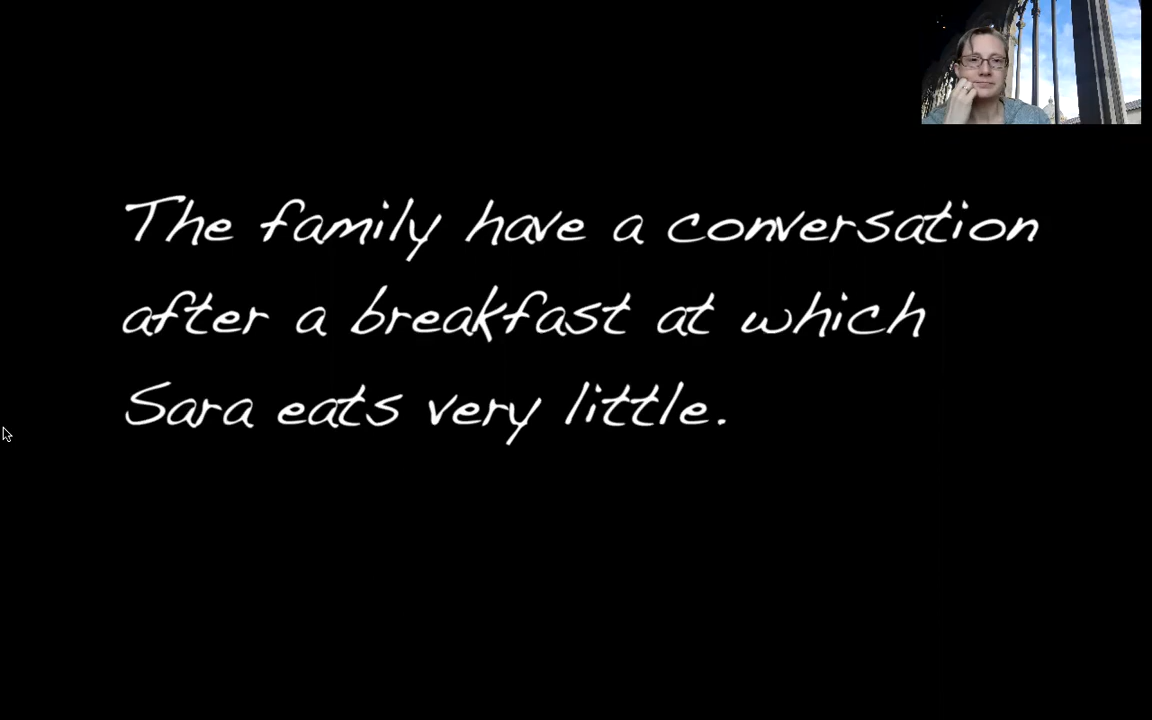 The family have a conversation
after a breakfast at which
Sara eats very little.